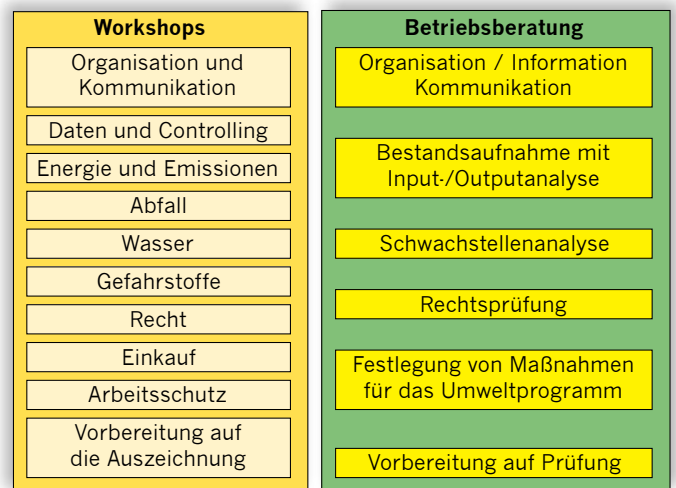 Workshops
Organisation und
Kommunikation
Daten und Controlling
Energie und Emissionen
Abfall
Wasser
Gefahrstoffe
Recht
Einkauf
Arbeitsschutz
Vorbereitung auf
die Auszeichnung
Betriebsberatung
Organisation / Information
Kommunikation
Bestandsaufnahme mit
Input-/Outputanalyse
Schwachstellenanalyse
Rechtsprüfung
Festlegung von Maßnahmen
für das Umweltprogramm
Vorbereitung auf Prüfung